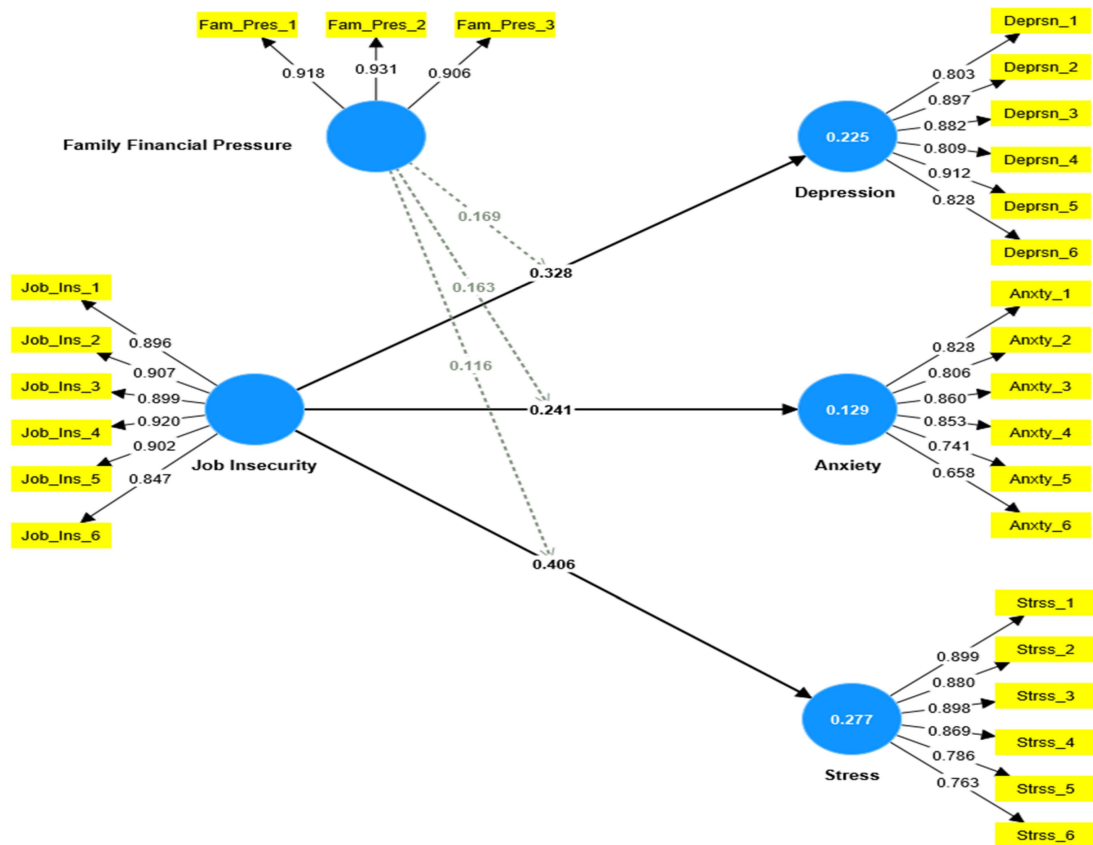 Fam_Pres_1
Fam_Pres_2
Fam_Pres_3
0.918
0.931
0.906
Family Financial Pressure
0.169
0.163
0.116
Job_Ins_1
Job_Ins_2
Job_Ins_3
Job_Ins_4
Job_Ins_5
Job_Ins_6
0.896
0.907
0.899
0.920
0.902
0.847
Job Insecurity
0.328
0.241
0.406
0.225
Depression
0.803
0.897
0.882
0.809
0.912
0.828
Deprsn_1
Deprsn_2
Deprsn_3
Deprsn_4
Deprsn_5
Deprsn_6
0.129
Anxiety
0.828
0.806
0.860
0.853
0.741
0.658
Anxty_1
Anxty_2
Anxty_3
Anxty_4
Anxty_5
Anxty_6
0.277
Stress
0.899
0.880
0.898
0.869
0.786
0.763
Strss_1
Strss_2
Strss_3
Strss_4
Strss_5
Strss_6